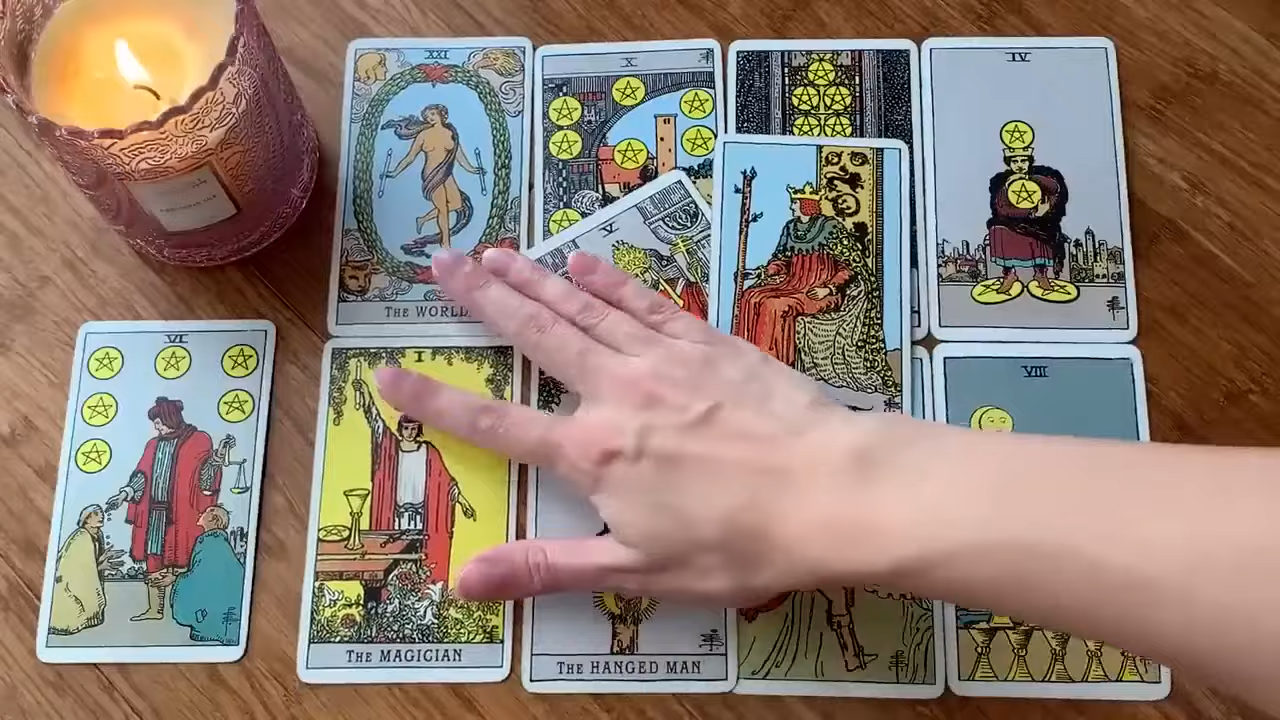 XXI
X
IV
V
THE WORLD
VI
I
VIII
THE MAGICIAN
THE HANGED MAN